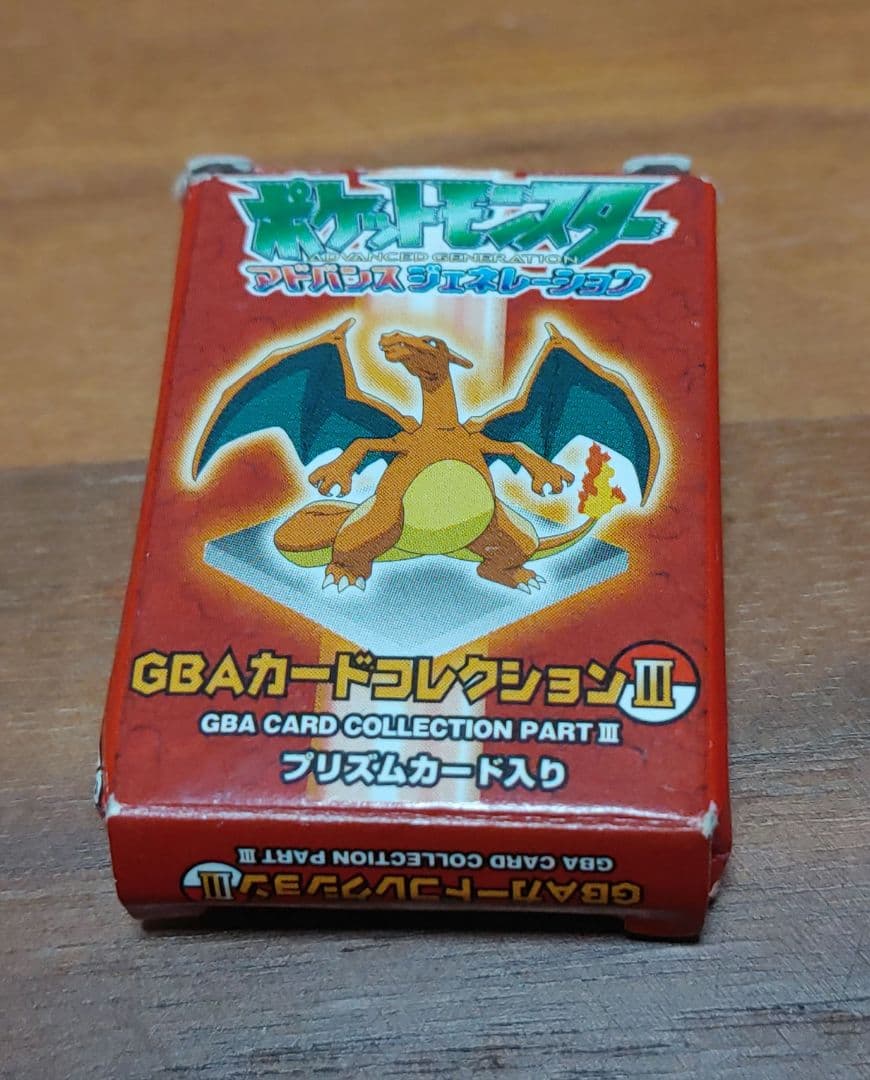 ポケットモンスター
ADVANCED GENERATION
アドバンスジェネレーション
GBAカードコレクションIII
GBA CARD COLLECTION PART III
プリズムカード入り
GBA CARD COLLECTION PART III
GBAカードコレクションIII